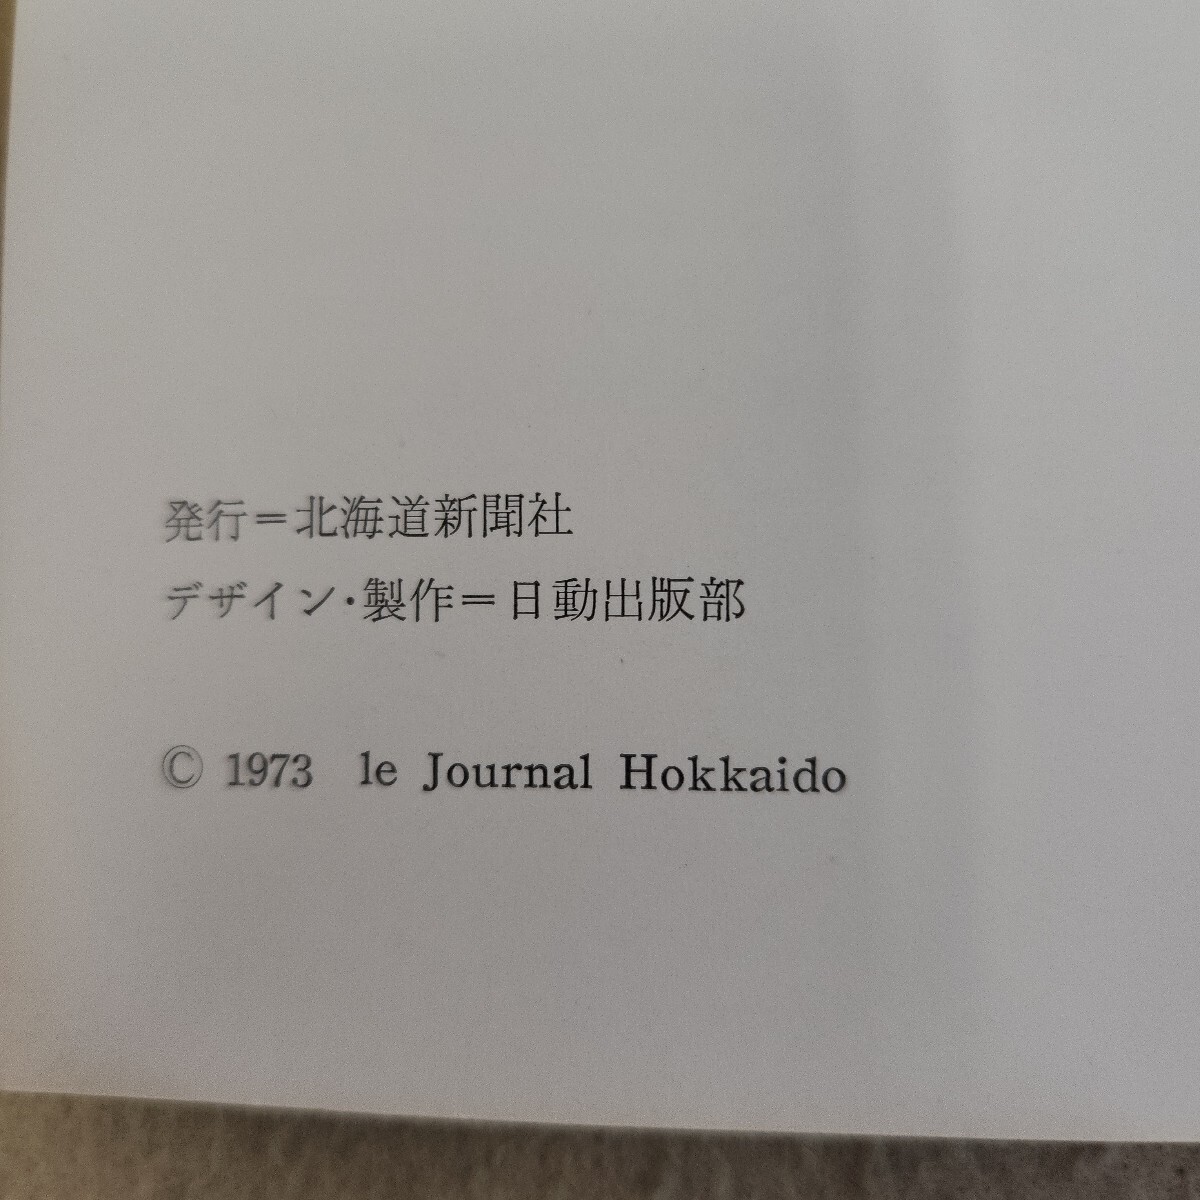 発行＝北海道新聞社
デザイン・製作＝日動出版部
© 1973 le Journal Hokkaido